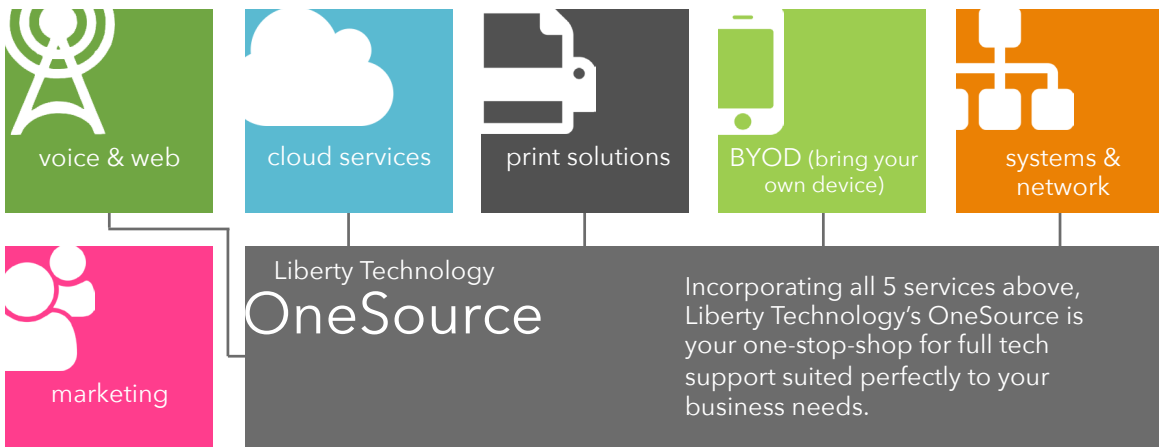 voice & web
cloud services
print solutions
BYOD (bring your
own device)
systems &
network
marketing
Liberty Technology
OneSource
Incorporating all 5 services above,
Liberty Technology’s OneSource is
your one-stop-shop for full tech
support suited perfectly to your
business needs.